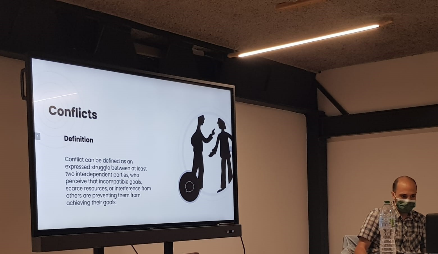 Conflicts
Definition
Conflict can be defined as an
expressed struggle between at least
two interdependent parties, who
perceive that incompatible goals,
scarce resources, or interference from
others are preventing them from
achieving their goals